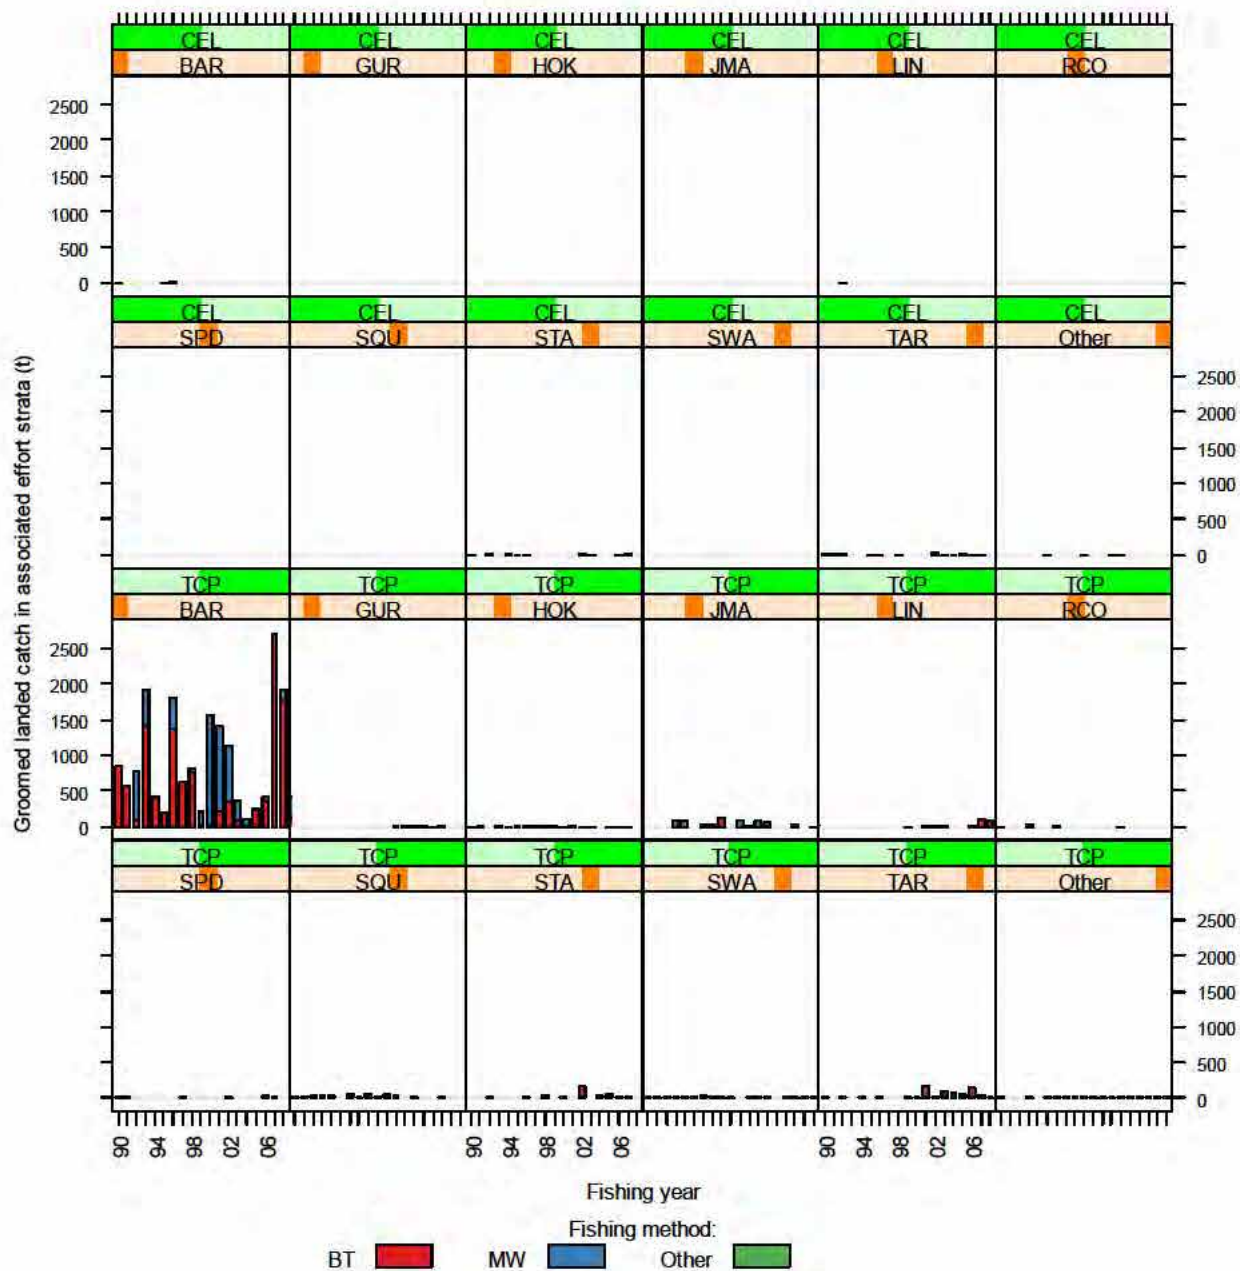 CEL CEL CEL CEL CEL CEL
BAR GUR HOK JMA LIN RCO
2500
2000
1500
1000
500
0
CEL CEL CEL CEL CEL CEL
SPD SQU STA SWA TAR Other
2500
2000
1500
1000
500
0
TCP TCP TCP TCP TCP TCP
BAR GUR HOK JMA LIN RCO
2500
2000
1500
1000
500
0
TCP TCP TCP TCP TCP TCP
SPD SQU STA SWA TAR Other
2500
2000
1500
1000
500
0
Groomed landed catch in associated effort strata (t)
90 94 98 02 06 90 94 98 02 06 90 94 98 02 06
Fishing year
Fishing method:
BT MW Other